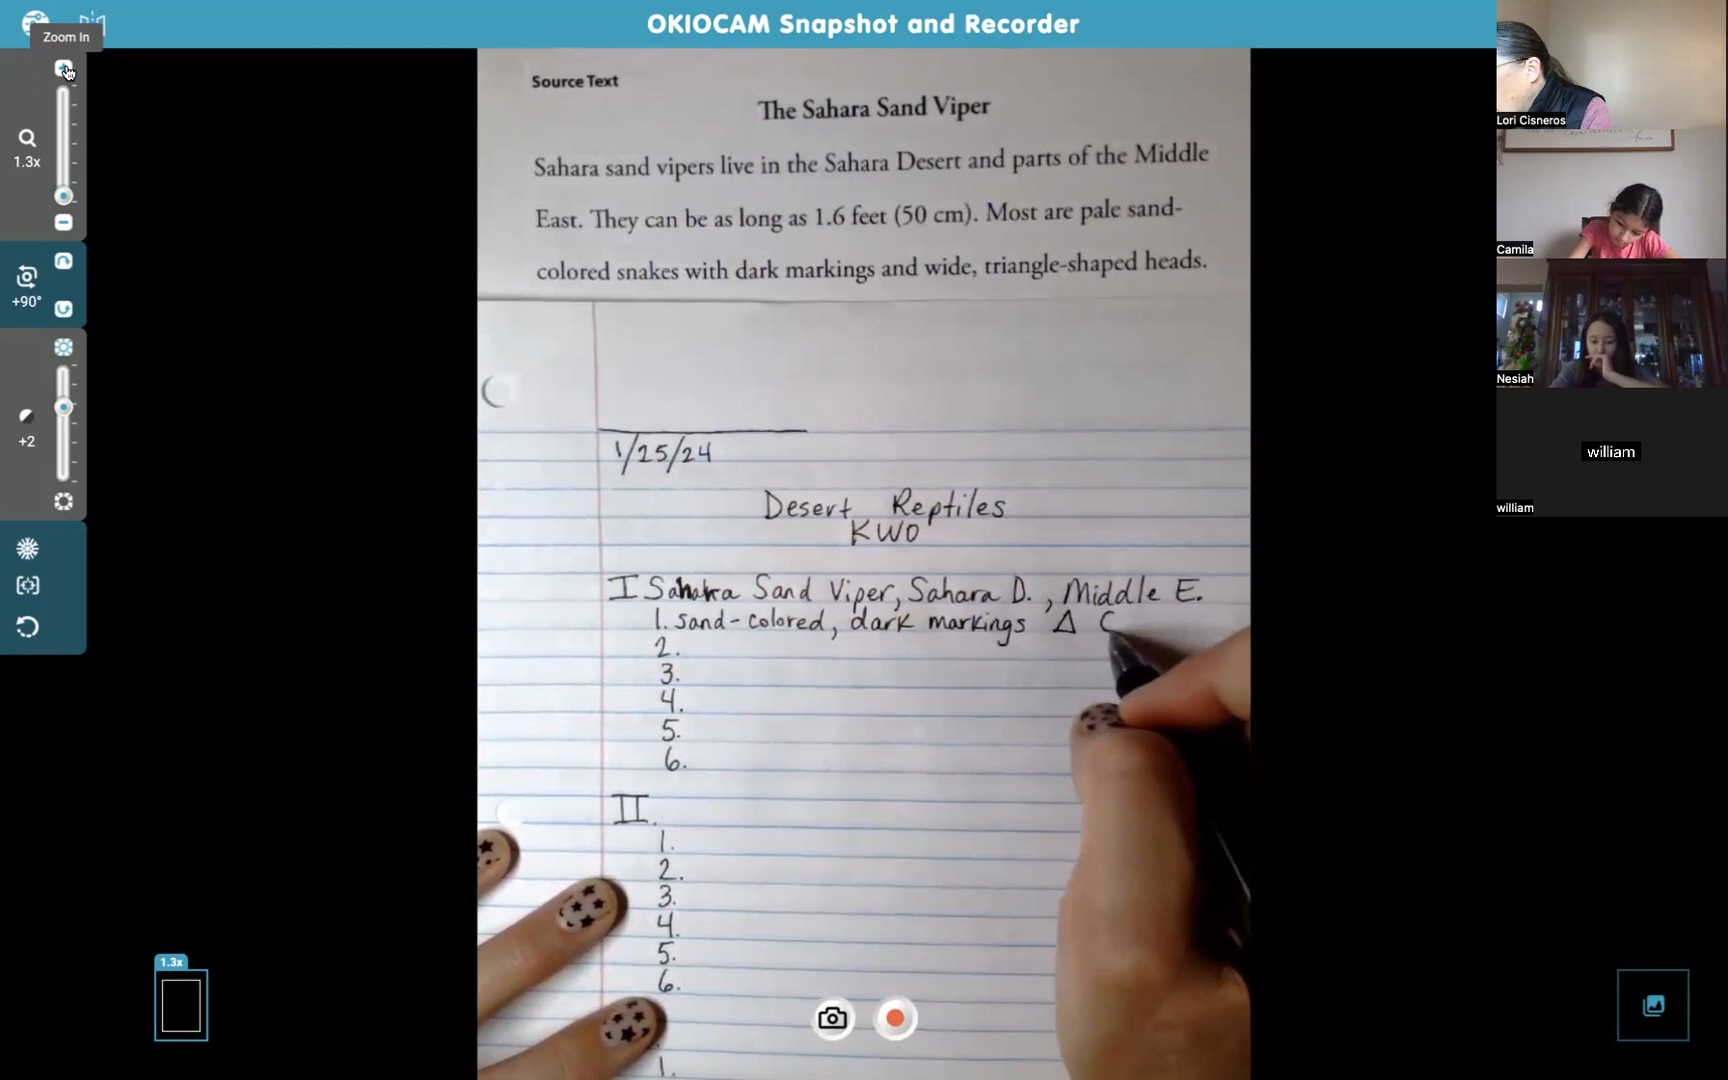 OKIOCAM Snapshot and Recorder
Zoom In
1.3x
+90°
+2
1.3x
Source Text
The Sahara Sand Viper
Sahara sand vipers live in the Sahara Desert and parts of the Middle
East. They can be as long as 1.6 feet (50 cm). Most are pale sand-
colored snakes with dark markings and wide, triangle-shaped heads.
1/25/24
Desert Reptiles
KWO
I Sahara Sand Viper, Sahara D., Middle E.
1. sand-colored, dark markings Δ C
2.
3.
4.
5.
6.
II.
1.
2.
3.
4.
5.
6.
1.
Lori Cisneros
Camila
Nesiah
william
william